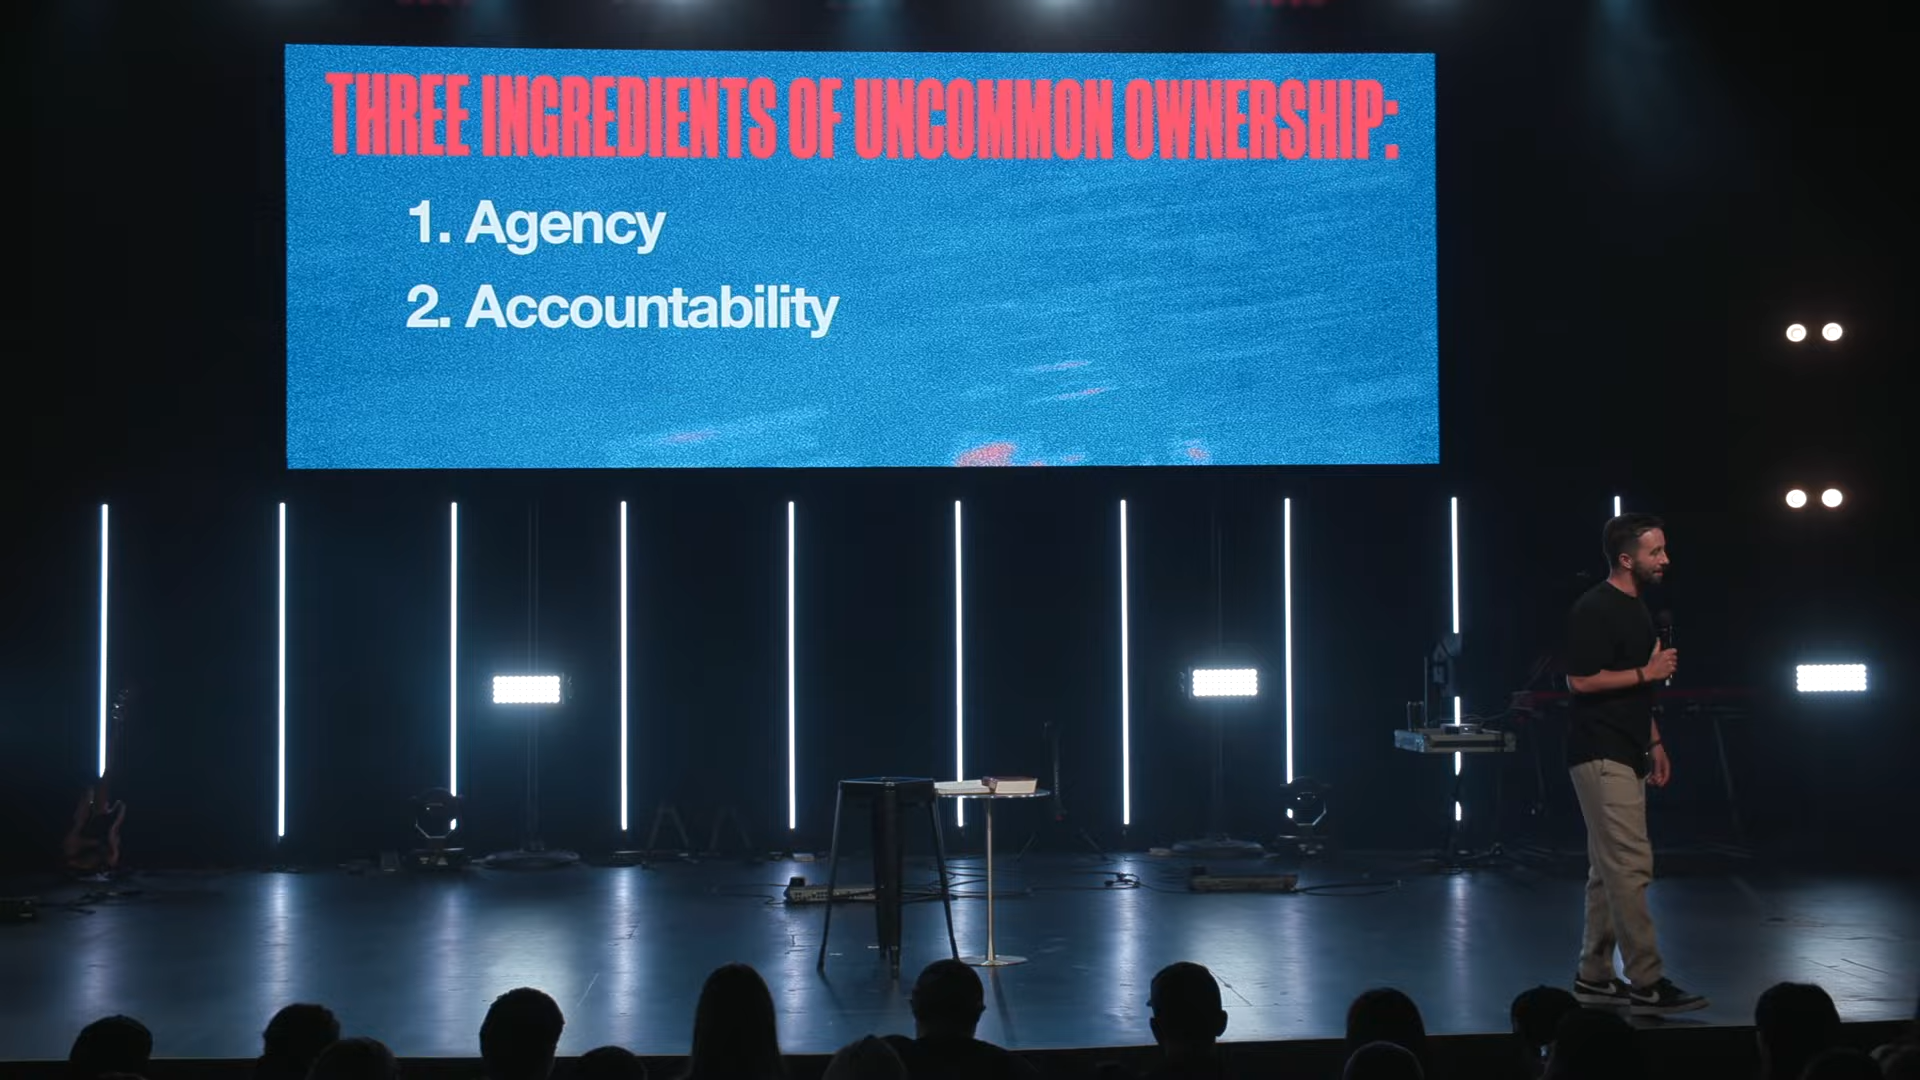 THREE INGREDIENTS OF UNCOMMON OWNERSHIP:
1. Agency
2. Accountability